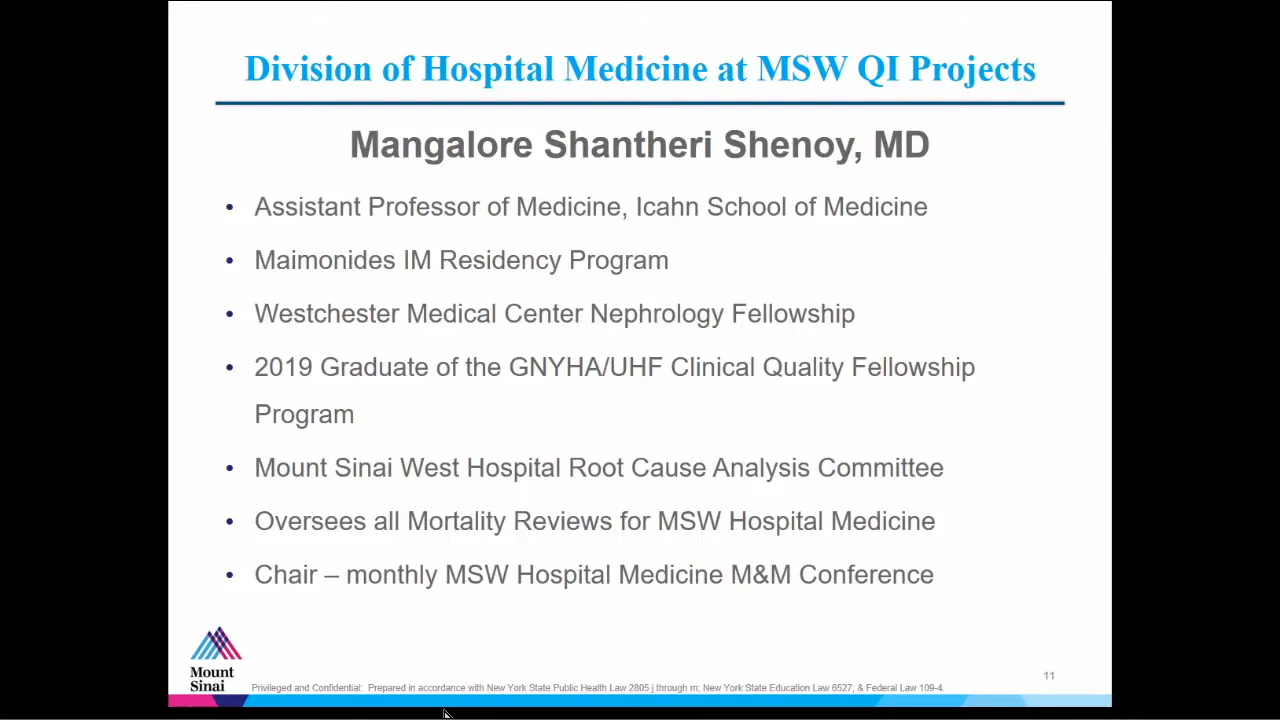 Division of Hospital Medicine at MSW QI Projects
Mangalore Shantheri Shenoy, MD
• Assistant Professor of Medicine, Icahn School of Medicine
• Maimonides IM Residency Program
• Westchester Medical Center Nephrology Fellowship
• 2019 Graduate of the GNYHA/UHF Clinical Quality Fellowship
Program
• Mount Sinai West Hospital Root Cause Analysis Committee
• Oversees all Mortality Reviews for MSW Hospital Medicine
• Chair – monthly MSW Hospital Medicine M&M Conference
Mount
Sinai
Privileged and Confidential: Prepared in accordance with New York State Public Health Law 2805 j through m; New York State Education Law 6527; & Federal Law 109-4.
11